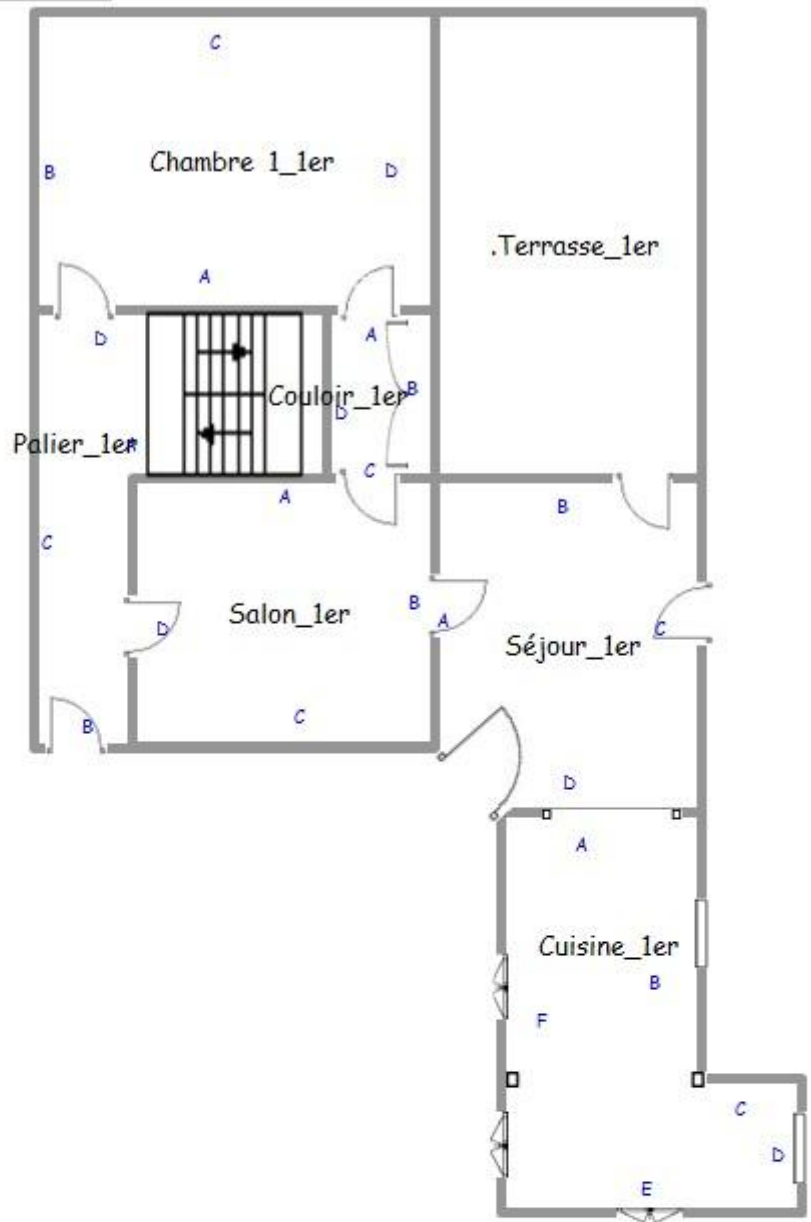 C
B
Chambre 1_1er
D
.Terrasse_1er
A
D
A
Couloir_1er
B
D
Palier_1er
A
C
A
B
C
Salon_1er
B
A
D
Séjour_1er
C
C
B
D
A
Cuisine_1er
B
F
C
D
E